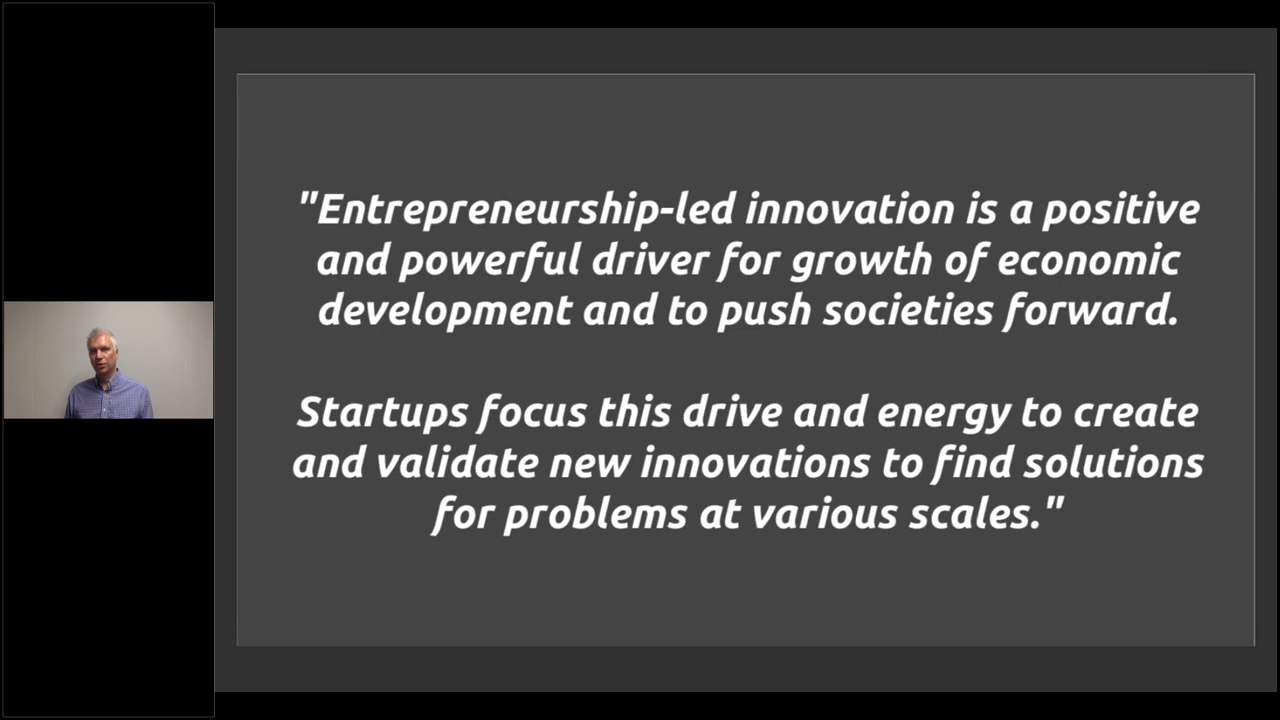 "Entrepreneurship-led innovation is a positive
and powerful driver for growth of economic
development and to push societies forward.
Startups focus this drive and energy to create
and validate new innovations to find solutions
for problems at various scales."